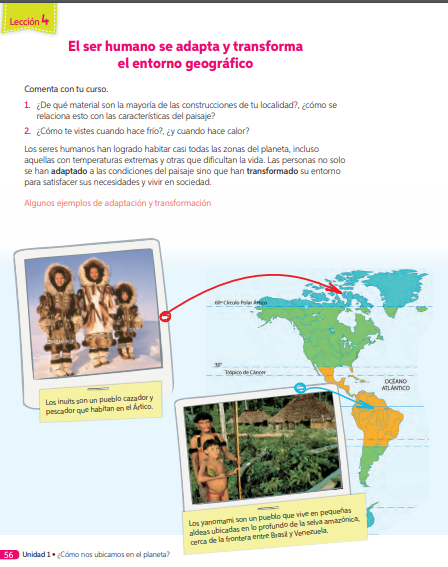 Lección 4
El ser humano se adapta y transforma
el entorno geográfico
Comenta con tu curso.
1. ¿De qué material son la mayoría de las construcciones de tu localidad?, ¿cómo se
relaciona esto con las características del paisaje?
2. ¿Cómo te vistes cuando hace frío?, ¿y cuando hace calor?
Los seres humanos han logrado habitar casi todas las zonas del planeta, incluso
aquellas con temperaturas extremas y otras que dificultan la vida. Las personas no solo
se han adaptado a las condiciones del paisaje sino que han transformado su entorno
para satisfacer sus necesidades y vivir en sociedad.
Algunos ejemplos de adaptación y transformación
60° Círculo Polar Ártico
30°
Trópico de Cáncer
OCÉANO
ATLÁNTICO
Los inuits son un pueblo cazador y
pescador que habitan en el Ártico.
Los yanomami son un pueblo que vive en pequeñas
aldeas ubicadas en lo profundo de la selva amazónica,
cerca de la frontera entre Brasil y Venezuela.
56 Unidad 1 • ¿Cómo nos ubicamos en el planeta?